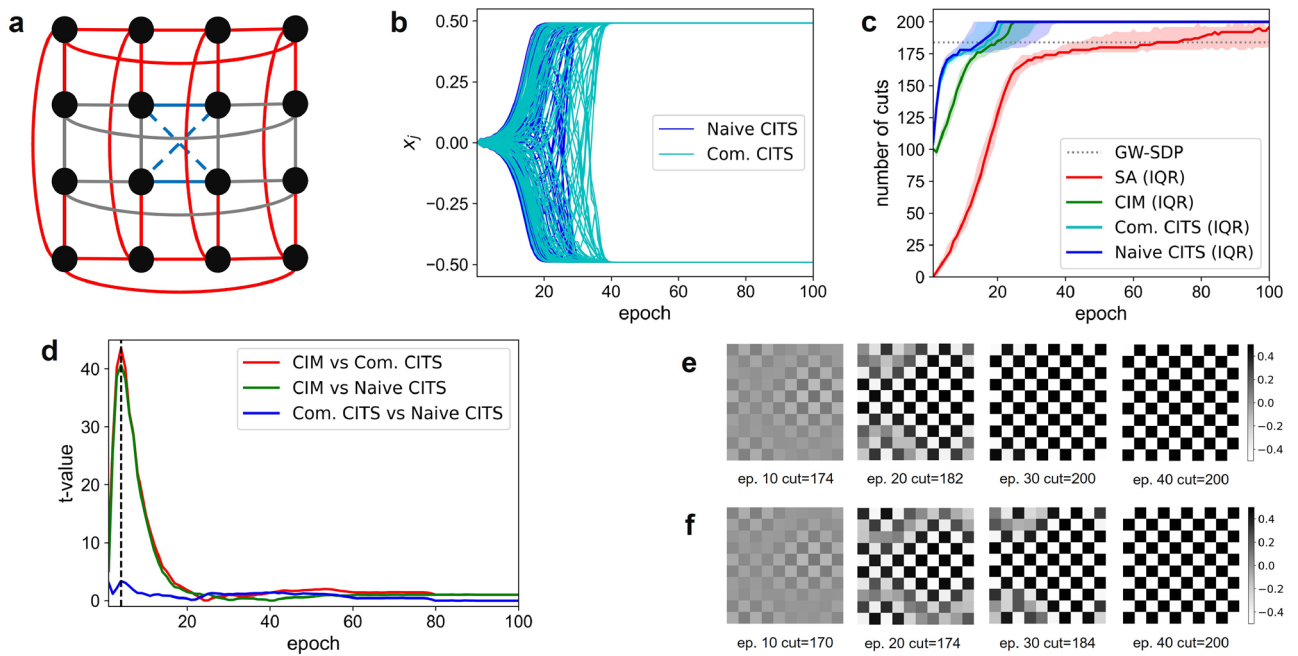 a
b
0.50
0.25
0.00
−0.25
−0.50
x_j
Naive CITS
Com. CITS
20
40
60
80
100
epoch
c
200
175
150
125
100
75
50
25
0
number of cuts
GW-SDP
SA (IQR)
CIM (IQR)
Com. CITS (IQR)
Naive CITS (IQR)
0
20
40
60
80
100
epoch
d
40
30
20
10
0
t-value
CIM vs Com. CITS
CIM vs Naive CITS
Com. CITS vs Naive CITS
20
40
60
80
100
epoch
e
0.4
0.2
0.0
−0.2
−0.4
ep. 10 cut=174
ep. 20 cut=182
ep. 30 cut=200
ep. 40 cut=200
f
0.4
0.2
0.0
−0.2
−0.4
ep. 10 cut=170
ep. 20 cut=174
ep. 30 cut=184
ep. 40 cut=200